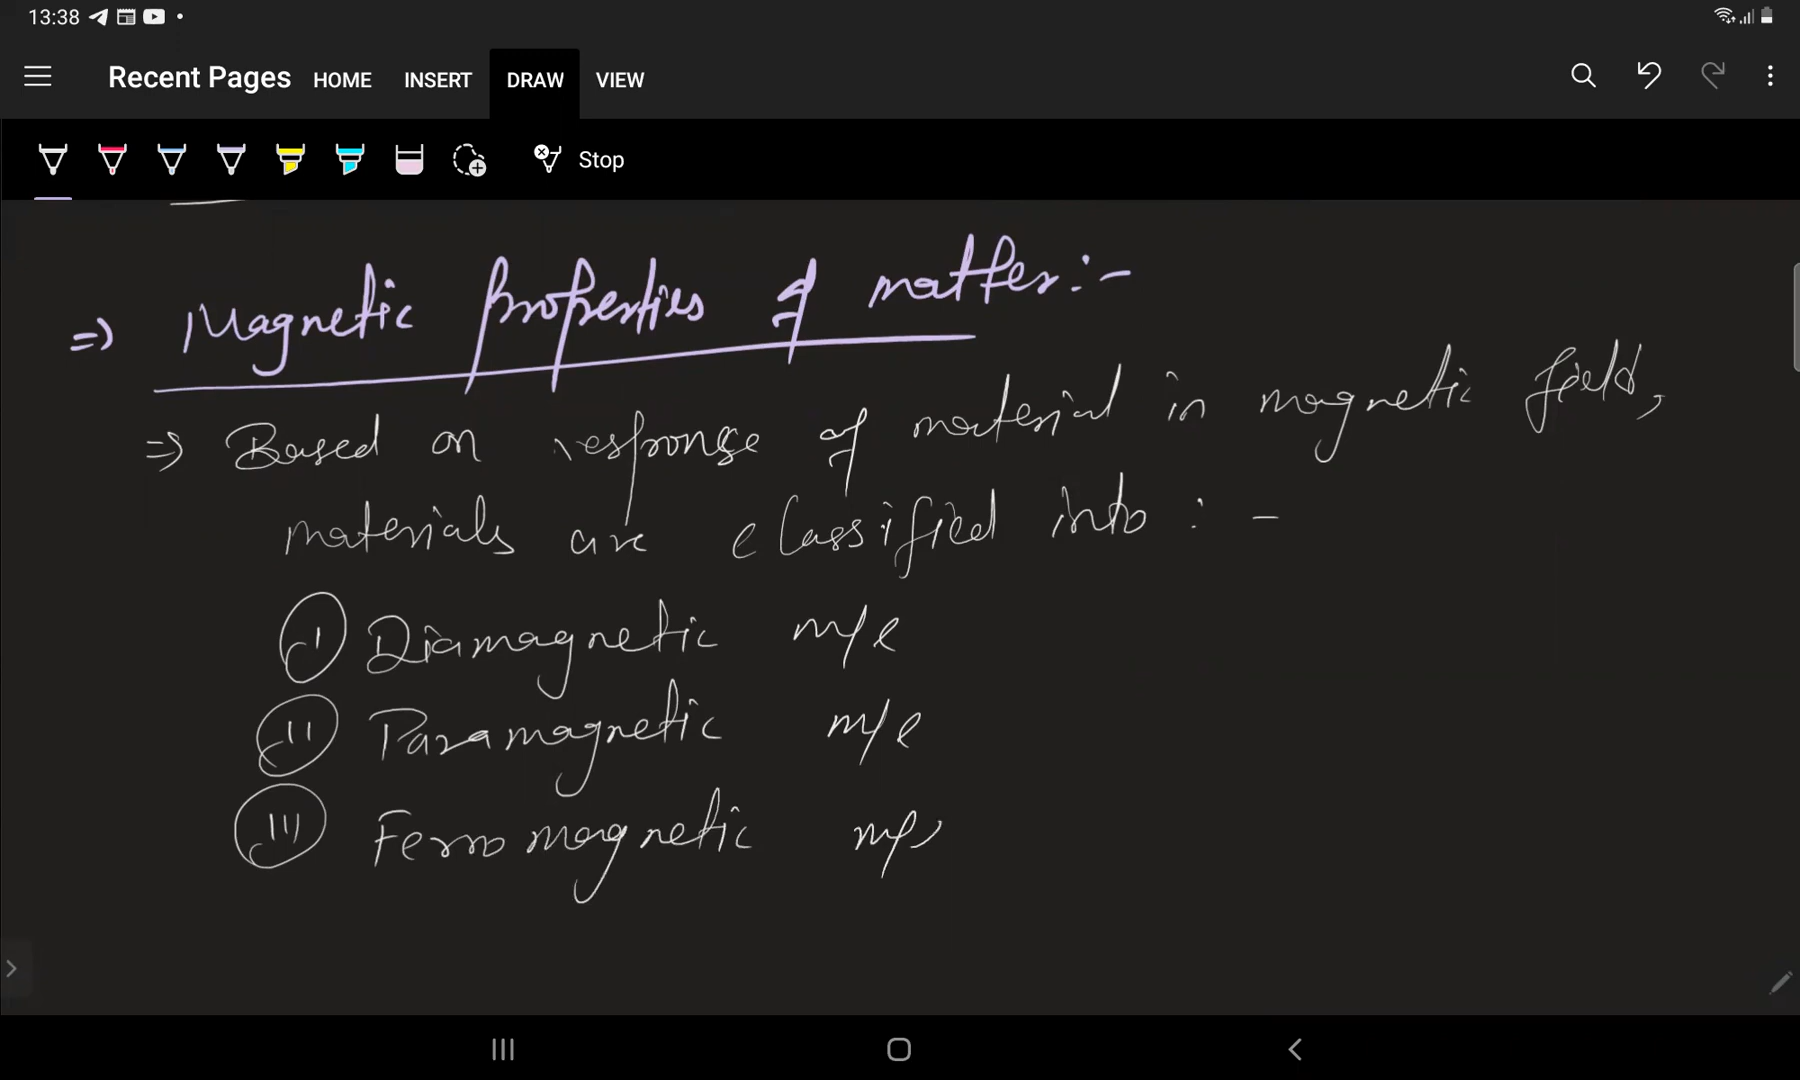 13:38
Recent Pages HOME INSERT DRAW VIEW
Stop
=> Magnetic properties of matter:-
=> Based on response of material in magnetic field,
materials are classified into : -
(I) Diamagnetic m/l
(II) Paramagnetic m/l
(III) Ferromagnetic